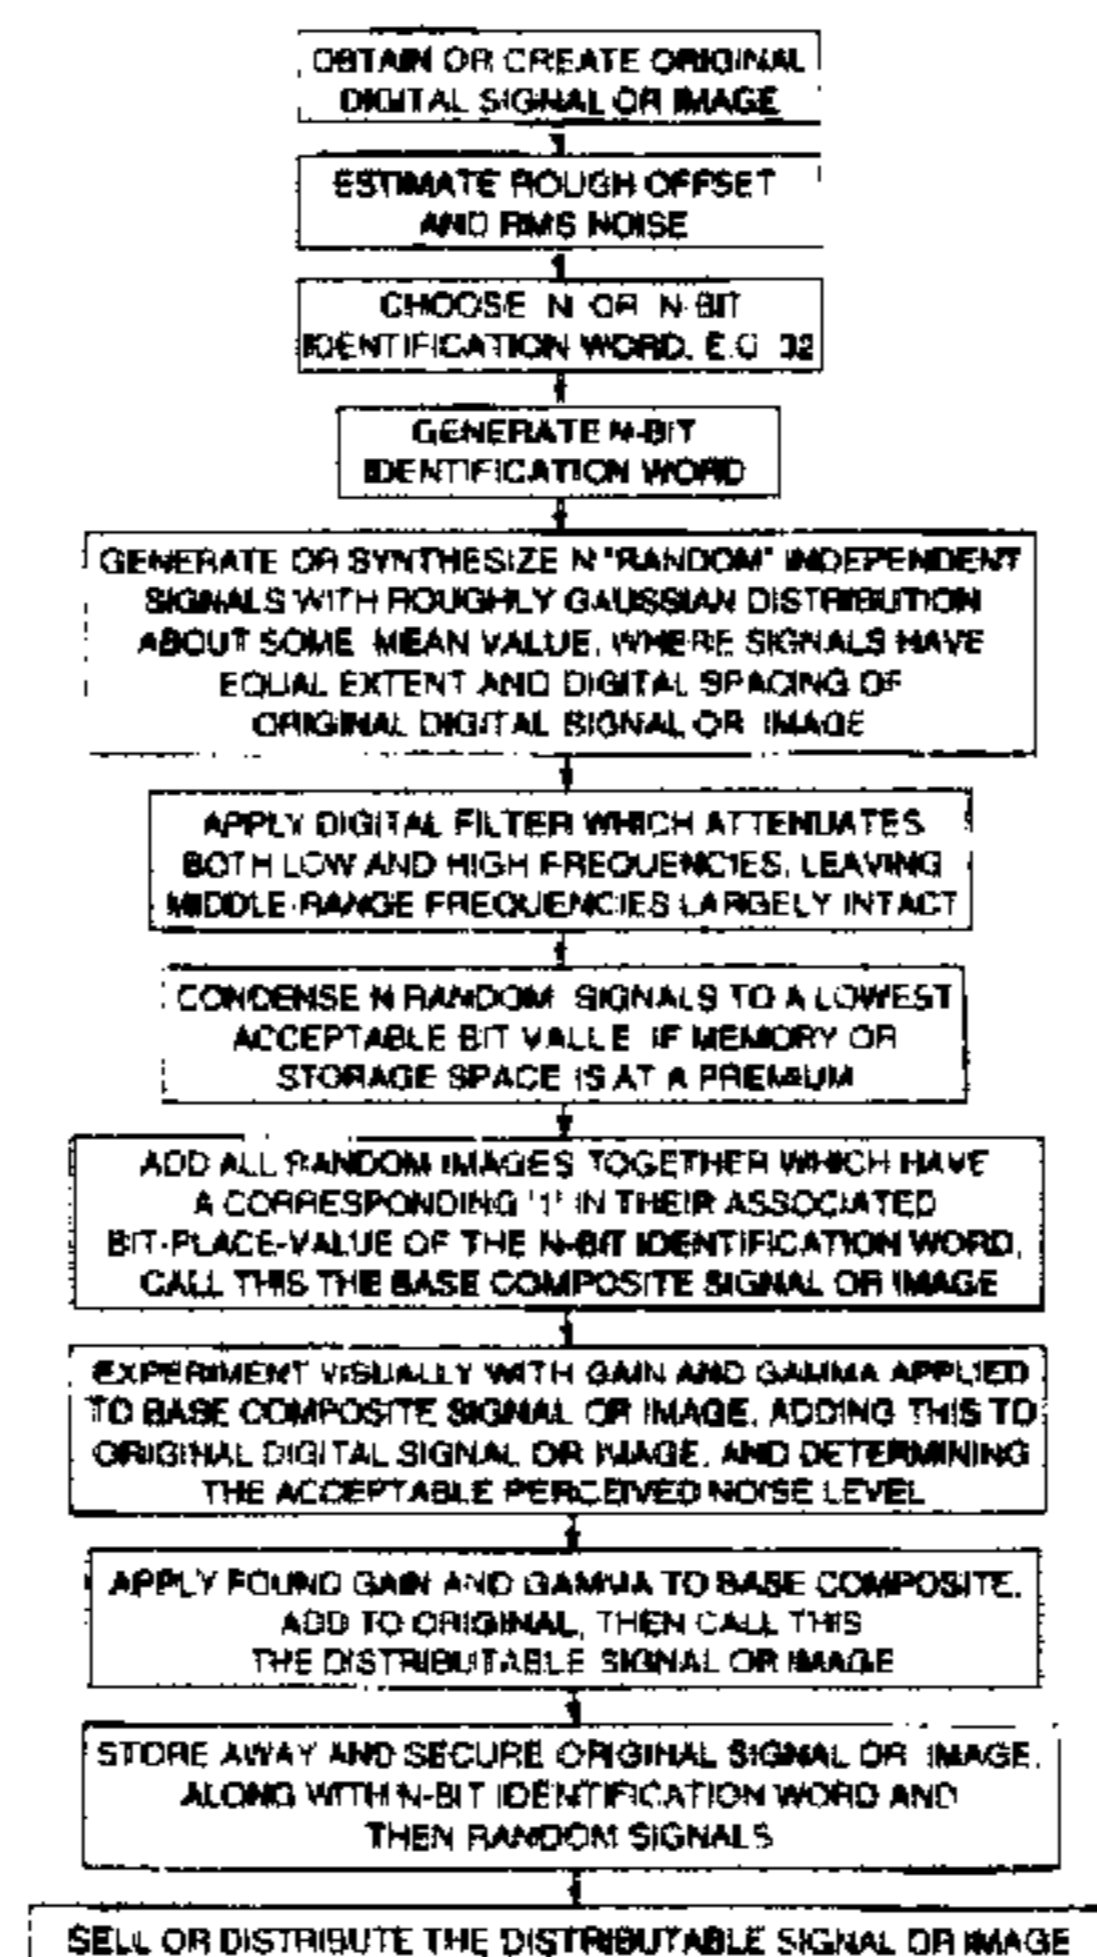 OBTAIN OR CREATE ORIGINAL
DIGITAL SIGNAL OR IMAGE
ESTIMATE ROUGH OFFSET
AND RMS NOISE
CHOOSE N OR N-BIT
IDENTIFICATION WORD, E.G 32
GENERATE N-BIT
IDENTIFICATION WORD
GENERATE OR SYNTHESIZE N "RANDOM" INDEPENDENT
SIGNALS WITH ROUGHLY GAUSSIAN DISTRIBUTION
ABOUT SOME MEAN VALUE, WHERE SIGNALS HAVE
EQUAL EXTENT AND DIGITAL SPACING OF
ORIGINAL DIGITAL SIGNAL OR IMAGE
APPLY DIGITAL FILTER WHICH ATTENUATES
BOTH LOW AND HIGH FREQUENCIES, LEAVING
MIDDLE-RANGE FREQUENCIES LARGELY INTACT
CONDENSE N RANDOM SIGNALS TO A LOWEST
ACCEPTABLE BIT VALUE IF MEMORY OR
STORAGE SPACE IS AT A PREMIUM
ADD ALL RANDOM IMAGES TOGETHER WHICH HAVE
A CORRESPONDING '1' IN THEIR ASSOCIATED
BIT-PLACE-VALUE OF THE N-BIT IDENTIFICATION WORD,
CALL THIS THE BASE COMPOSITE SIGNAL OR IMAGE
EXPERIMENT VISUALLY WITH GAIN AND GAMMA APPLIED
TO BASE COMPOSITE SIGNAL OR IMAGE, ADDING THIS TO
ORIGINAL DIGITAL SIGNAL OR IMAGE, AND DETERMINING
THE ACCEPTABLE PERCEIVED NOISE LEVEL
APPLY FOUND GAIN AND GAMMA TO BASE COMPOSITE,
ADD TO ORIGINAL, THEN CALL THIS
THE DISTRIBUTABLE SIGNAL OR IMAGE
STORE AWAY AND SECURE ORIGINAL SIGNAL OR IMAGE,
ALONG WITH N-BIT IDENTIFICATION WORD AND
THEN RANDOM SIGNALS
SELL OR DISTRIBUTE THE DISTRIBUTABLE SIGNAL OR IMAGE